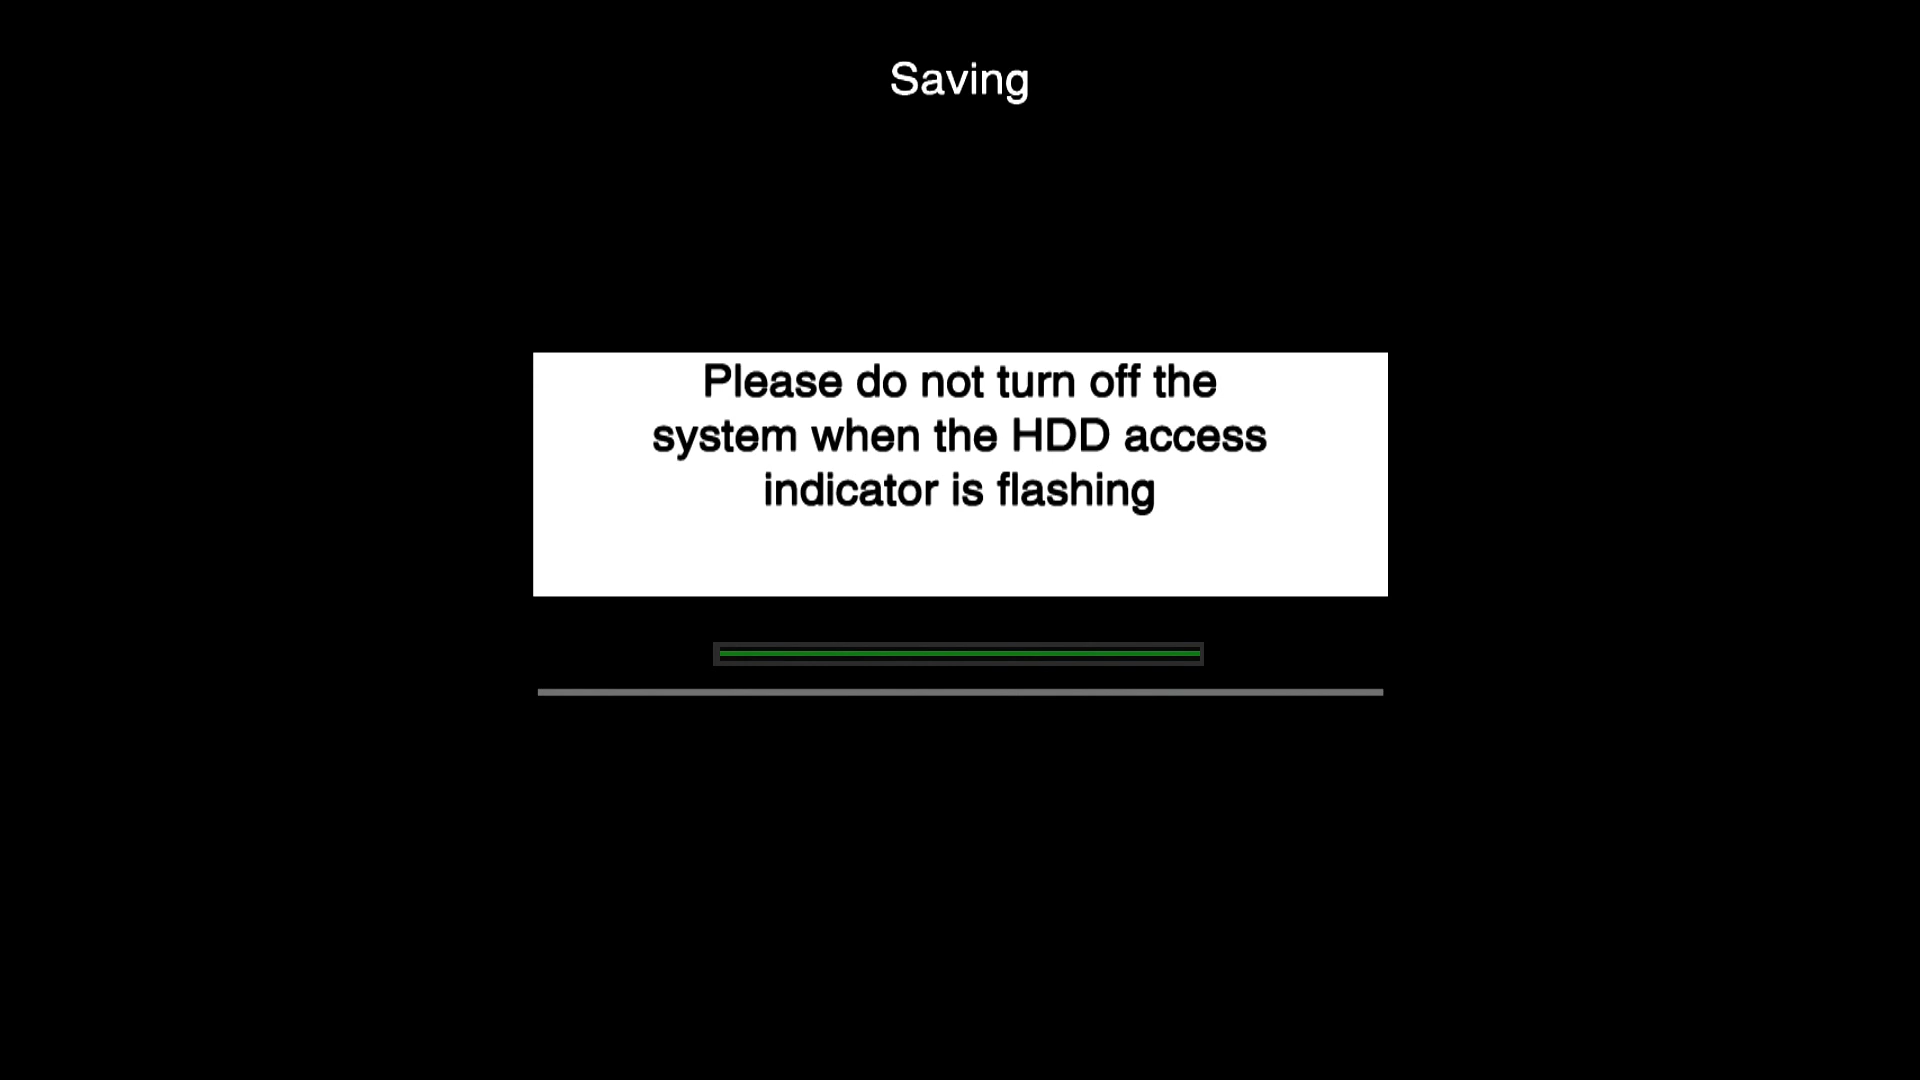 Saving
Please do not turn off the
system when the HDD access
indicator is flashing